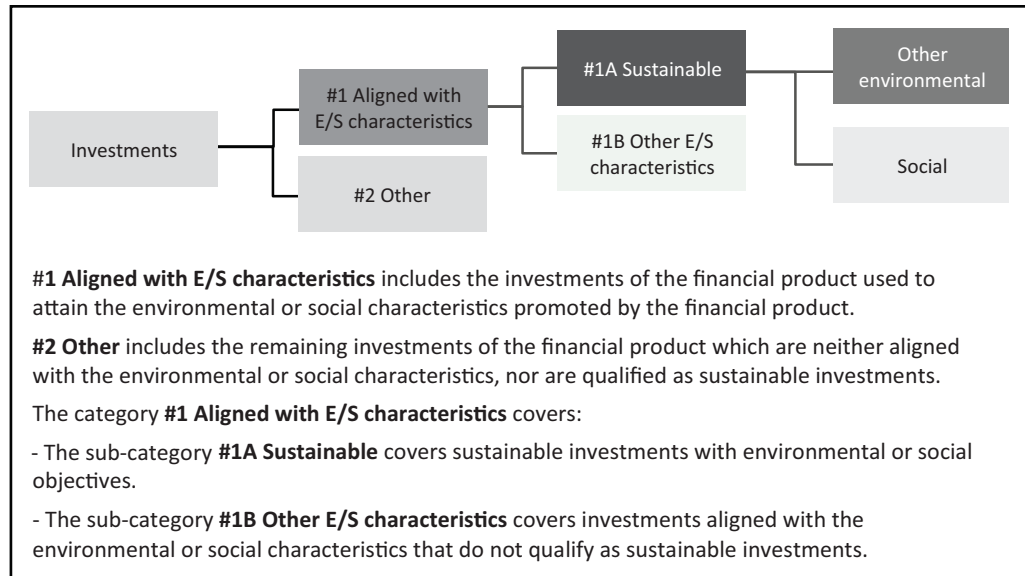 Investments
#1 Aligned with
E/S characteristics
#2 Other
#1A Sustainable
#1B Other E/S
characteristics
Other
environmental
Social
#1 Aligned with E/S characteristics includes the investments of the financial product used to
attain the environmental or social characteristics promoted by the financial product.
#2 Other includes the remaining investments of the financial product which are neither aligned
with the environmental or social characteristics, nor are qualified as sustainable investments.
The category #1 Aligned with E/S characteristics covers:
- The sub-category #1A Sustainable covers sustainable investments with environmental or social
objectives.
- The sub-category #1B Other E/S characteristics covers investments aligned with the
environmental or social characteristics that do not qualify as sustainable investments.